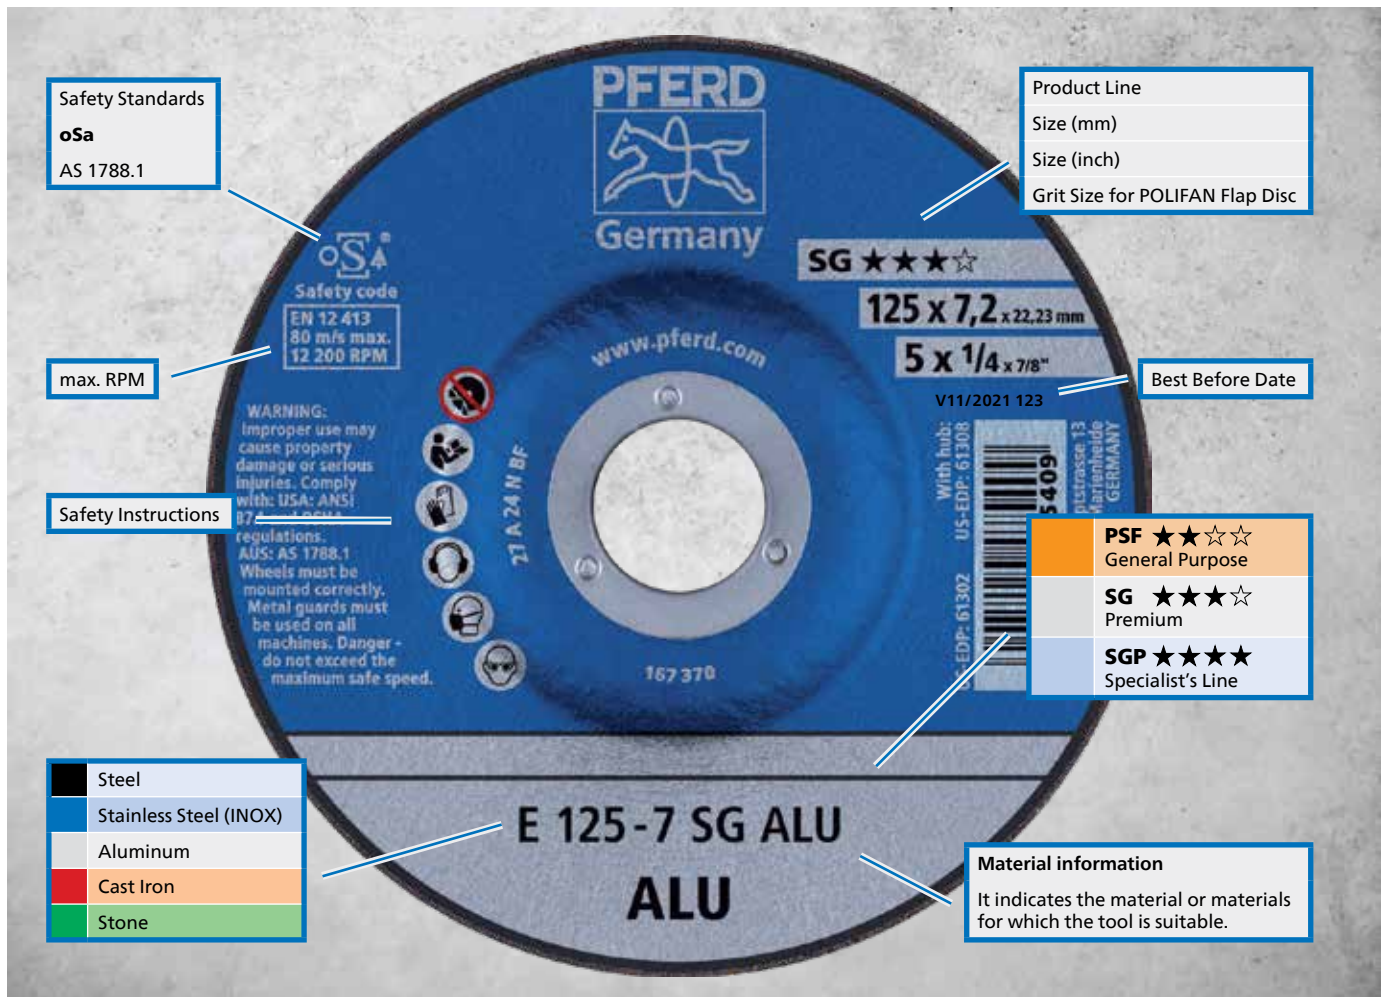 Safety Standards
oSa
AS 1788.1
PFERD
Germany
Product Line
Size (mm)
Size (inch)
Grit Size for POLIFAN Flap Disc
oSA®
Safety code
EN 12 413
80 m/s max.
12 200 RPM
max. RPM
SG ★★★☆
125 x 7,2 x 22,23 mm
5 x 1/4 x 7/8"
V11/2021 123
Best Before Date
www.pferd.com
WARNING:
Improper use may
cause property
damage or serious
injuries. Comply
with: USA: ANSI
regulations.
AUS: AS 1788.1
Wheels must be
mounted correctly.
Metal guards must
be used on all
machines. Danger -
do not exceed the
maximum safe speed.
Safety Instructions
27 A 24 N BF
167 370
With hub:
US-EDP: 61308
EDP: 61302
5409
13
Marienheide
GERMANY
PSF ★★☆☆
General Purpose
SG ★★★☆
Premium
SGP ★★★★
Specialist's Line
Steel
Stainless Steel (INOX)
Aluminum
Cast Iron
Stone
E 125-7 SG ALU
ALU
Material information
It indicates the material or materials
for which the tool is suitable.